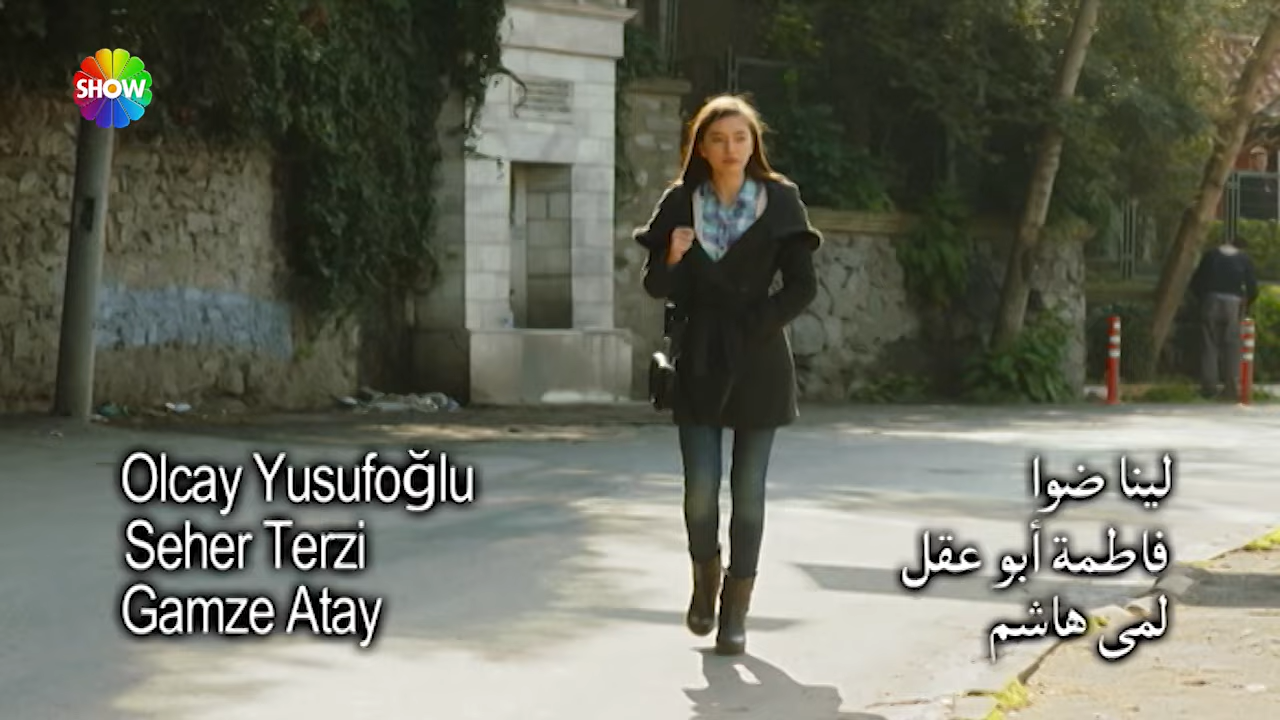 SHOW
Olcay Yusufoğlu
Seher Terzi
Gamze Atay
لينا ضوا
فاطمة أبو عقل
لمى هاشم